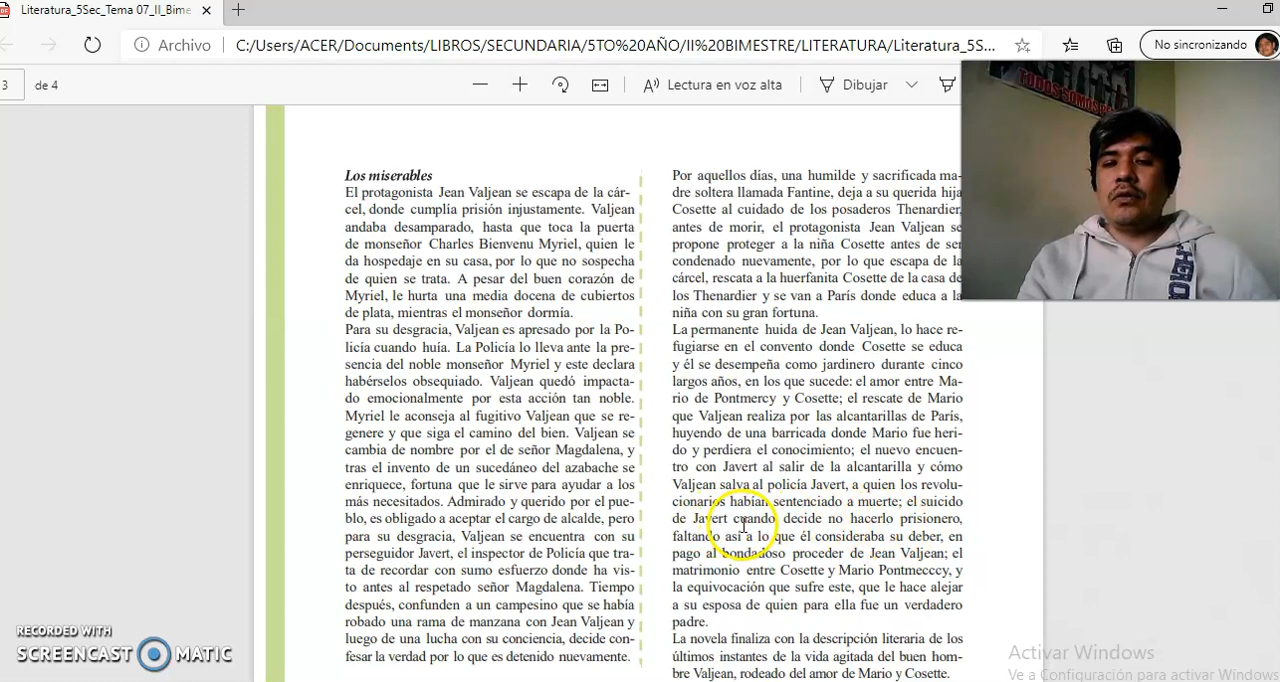 Literatura_5Sec_Tema 07_II_Bime
Archivo
C:/Users/ACER/Documents/LIBROS/SECUNDARIA/5TO%20AÑO/II%20BIMESTRE/LITERATURA/Literatura_5S...
No sincronizando
3 de 4
Lectura en voz alta
Dibujar
TODOS SOMOS
Los miserables
El protagonista Jean Valjean se escapa de la cár-
cel, donde cumplía prisión injustamente. Valjean
andaba desamparado, hasta que toca la puerta
de monseñor Charles Bienvenu Myriel, quien le
da hospedaje en su casa, por lo que no sospecha
de quien se trata. A pesar del buen corazón de
Myriel, le hurta una media docena de cubiertos
de plata, mientras el monseñor dormía.
Para su desgracia, Valjean es apresado por la Po-
licía cuando huía. La Policía lo lleva ante la pre-
sencia del noble monseñor Myriel y este declara
habérselos obsequiado. Valjean quedó impacta-
do emocionalmente por esta acción tan noble.
Myriel le aconseja al fugitivo Valjean que se re-
genere y que siga el camino del bien. Valjean se
cambia de nombre por el de señor Magdalena, y
tras el invento de un sucedáneo del azabache se
enriquece, fortuna que le sirve para ayudar a los
más necesitados. Admirado y querido por el pue-
blo, es obligado a aceptar el cargo de alcalde, pero
para su desgracia, Valjean se encuentra con su
perseguidor Javert, el inspector de Policía que tra-
ta de recordar con sumo esfuerzo donde ha vis-
to antes al respetado señor Magdalena. Tiempo
después, confunden a un campesino que se había
robado una rama de manzana con Jean Valjean y
luego de una lucha con su conciencia, decide con-
fesar la verdad por lo que es detenido nuevamente.
Por aquellos días, una humilde y sacrificada ma-
dre soltera llamada Fantine, deja a su querida hija
Cosette al cuidado de los posaderos Thenardier,
antes de morir, el protagonista Jean Valjean se
propone proteger a la niña Cosette antes de ser
condenado nuevamente, por lo que escapa de la
cárcel, rescata a la huerfanita Cosette de la casa de
los Thenardier y se van a París donde educa a la
niña con su gran fortuna.
La permanente huida de Jean Valjean, lo hace re-
fugiarse en el convento donde Cosette se educa
y él se desempeña como jardinero durante cinco
largos años, en los que sucede: el amor entre Ma-
rio de Pontmercy y Cosette; el rescate de Mario
que Valjean realiza por las alcantarillas de París,
huyendo de una barricada donde Mario fue heri-
do y perdiera el conocimiento; el nuevo encuen-
tro con Javert al salir de la alcantarilla y cómo
Valjean salva al policía Javert, a quien los revolu-
cionarios habían sentenciado a muerte; el suicido
de Javert cuando decide no hacerlo prisionero,
faltando así a lo que él consideraba su deber, en
pago al bondadoso proceder de Jean Valjean; el
matrimonio entre Cosette y Mario Pontmecccy, y
la equivocación que sufre este, que le hace alejar
a su esposa de quien para ella fue un verdadero
padre.
La novela finaliza con la descripción literaria de los
últimos instantes de la vida agitada del buen hom-
bre Valjean, rodeado del amor de Mario y Cosette.
RECORDED WITH
SCREENCAST MATIC
Activar Windows
Ve a Configuración para activar Windows